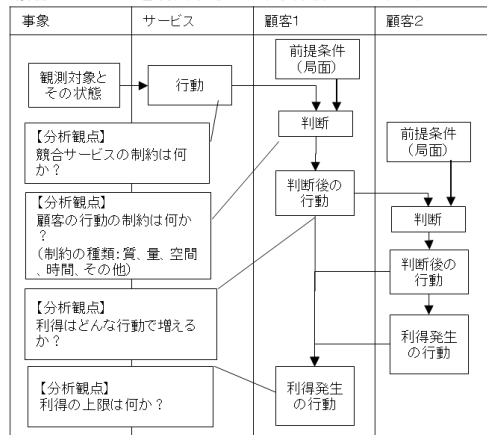 事象
サービス
顧客1
顧客2
前提条件
(局面)
観測対象と
その状態
行動
判断
前提条件
(局面)
【分析観点】
競合サービスの制約は何
か?
判断後の
行動
【分析観点】
顧客の行動の制約は何か
?
(制約の種類:質、量、空間
、時間、その他)
判断
判断後の
行動
【分析観点】
利得はどんな行動で増える
か?
利得発生
の行動
【分析観点】
利得の上限は何か?
利得発生
の行動